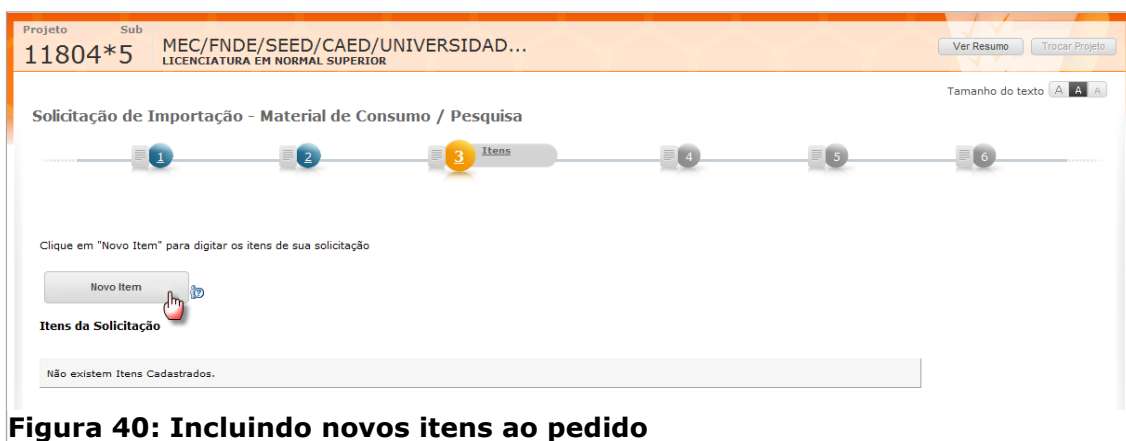 Projeto Sub
11804*5 MEC/FNDE/SEED/CAED/UNIVERSIDAD...
LICENCIATURA EM NORMAL SUPERIOR
Ver Resumo Trocar Projeto
Tamanho do texto A A A
Solicitação de Importação - Material de Consumo / Pesquisa
1 2 3 Itens 4 5 6
Clique em "Novo Item" para digitar os itens de sua solicitação
Novo Item
Itens da Solicitação
Não existem Itens Cadastrados.
Figura 40: Incluindo novos itens ao pedido